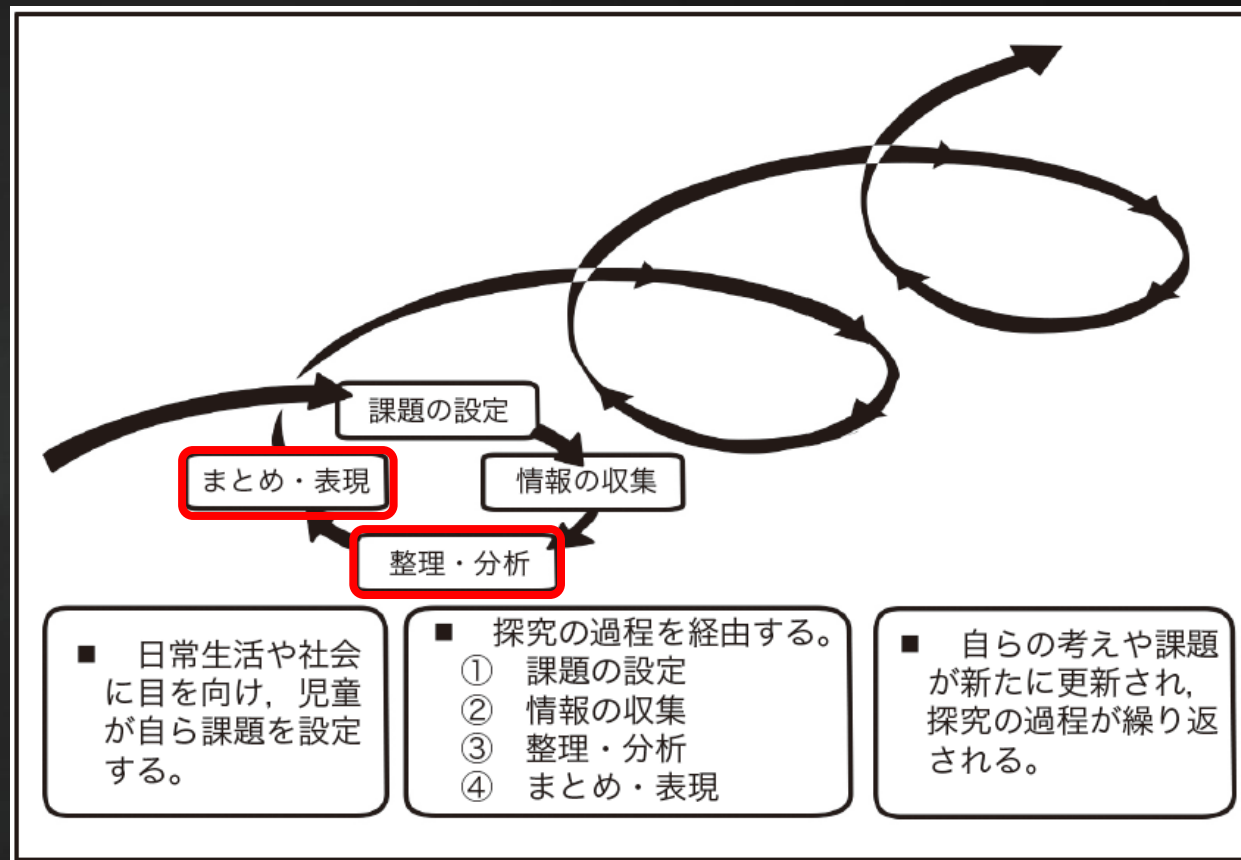 課題の設定
まとめ・表現
情報の収集
整理・分析
■　日常生活や社会
に目を向け，児童
が自ら課題を設定
する。
■　探究の過程を経由する。
①　課題の設定
②　情報の収集
③　整理・分析
④　まとめ・表現
■　自らの考えや課題
が新たに更新され，
探究の過程が繰り返
される。